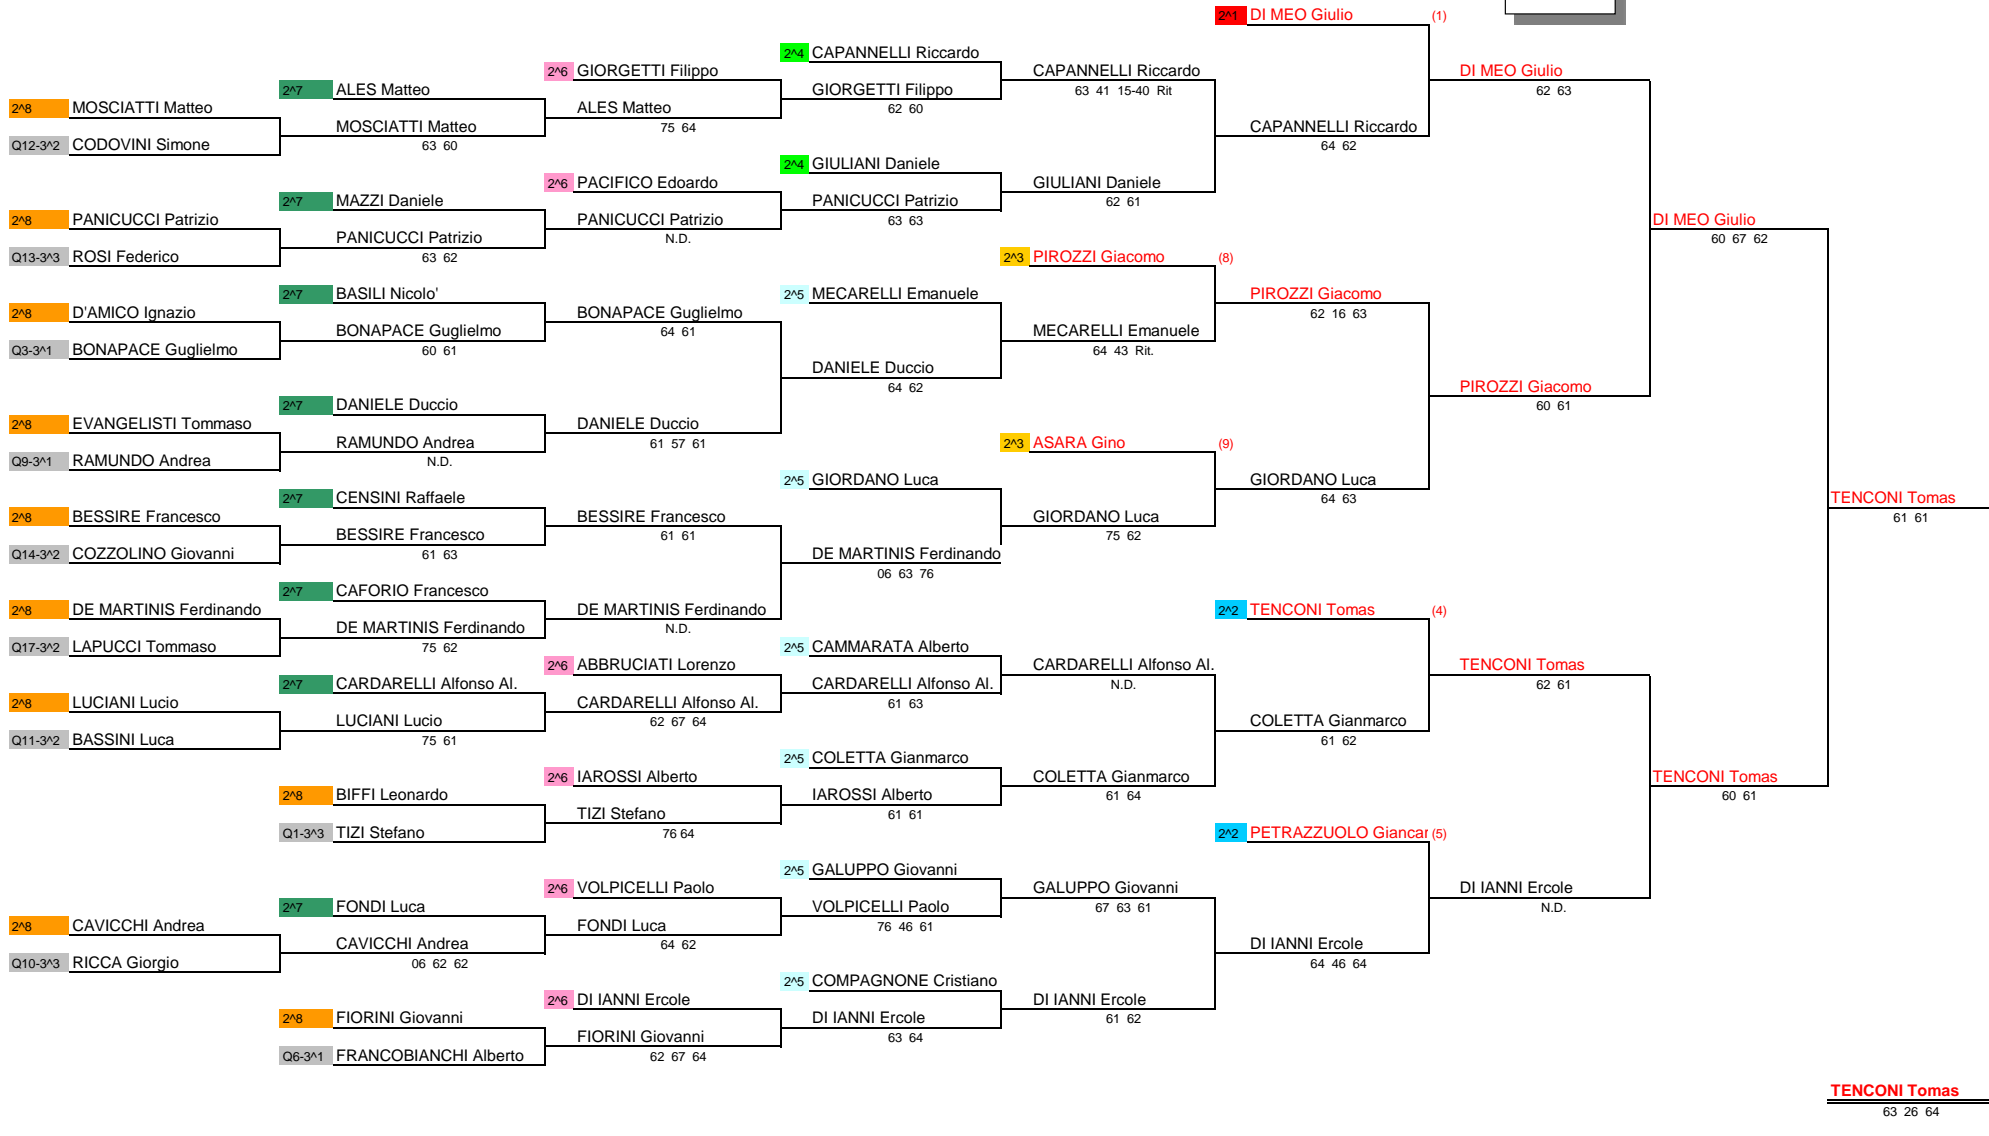 2^8 MOSCIATTI Matteo
Q12-3^2 CODOVINI Simone
2^8 PANICUCCI Patrizio
Q13-3^3 ROSI Federico
2^8 D'AMICO Ignazio
Q3-3^1 BONAPACE Guglielmo
2^8 EVANGELISTI Tommaso
Q9-3^1 RAMUNDO Andrea
2^8 BESSIRE Francesco
Q14-3^2 COZZOLINO Giovanni
2^8 DE MARTINIS Ferdinando
Q17-3^2 LAPUCCI Tommaso
2^8 LUCIANI Lucio
Q11-3^2 BASSINI Luca
2^8 CAVICCHI Andrea
Q10-3^3 RICCA Giorgio
2^7 ALES Matteo
MOSCIATTI Matteo
63 60
2^7 MAZZI Daniele
PANICUCCI Patrizio
63 62
2^7 BASILI Nicolo'
BONAPACE Guglielmo
60 61
2^7 DANIELE Duccio
RAMUNDO Andrea
N.D.
2^7 CENSINI Raffaele
BESSIRE Francesco
61 63
2^7 CAFORIO Francesco
DE MARTINIS Ferdinando
75 62
2^7 CARDARELLI Alfonso Al.
LUCIANI Lucio
75 61
2^8 BIFFI Leonardo
Q1-3^3 TIZI Stefano
2^7 FONDI Luca
CAVICCHI Andrea
06 62 62
2^8 FIORINI Giovanni
Q6-3^1 FRANCOBIANCHI Alberto
2^6 GIORGETTI Filippo
ALES Matteo
75 64
2^6 PACIFICO Edoardo
PANICUCCI Patrizio
N.D.
BONAPACE Guglielmo
64 61
DANIELE Duccio
61 57 61
BESSIRE Francesco
61 61
DE MARTINIS Ferdinando
N.D.
2^6 ABBRUCIATI Lorenzo
CARDARELLI Alfonso Al.
62 67 64
2^6 IAROSSI Alberto
TIZI Stefano
76 64
2^6 VOLPICELLI Paolo
FONDI Luca
64 62
2^6 DI IANNI Ercole
FIORINI Giovanni
62 67 64
2^4 CAPANNELLI Riccardo
GIORGETTI Filippo
62 60
2^4 GIULIANI Daniele
PANICUCCI Patrizio
63 63
2^5 MECARELLI Emanuele
DANIELE Duccio
64 62
2^5 GIORDANO Luca
DE MARTINIS Ferdinando
06 63 76
2^5 CAMMARATA Alberto
CARDARELLI Alfonso Al.
61 63
2^5 COLETTA Gianmarco
IAROSSI Alberto
61 61
2^5 GALUPPO Giovanni
VOLPICELLI Paolo
76 46 61
2^5 COMPAGNONE Cristiano
DI IANNI Ercole
63 64
CAPANNELLI Riccardo
63 41 15-40 Rit
GIULIANI Daniele
62 61
2^3 PIROZZI Giacomo (8)
MECARELLI Emanuele
64 43 Rit.
2^3 ASARA Gino (9)
GIORDANO Luca
75 62
CARDARELLI Alfonso Al.
N.D.
COLETTA Gianmarco
61 64
GALUPPO Giovanni
67 63 61
DI IANNI Ercole
61 62
2^1 DI MEO Giulio (1)
CAPANNELLI Riccardo
64 62
PIROZZI Giacomo
62 16 63
GIORDANO Luca
64 63
2^2 TENCONI Tomas (4)
COLETTA Gianmarco
61 62
2^2 PETRAZZUOLO Giancar (5)
DI IANNI Ercole
64 46 64
DI MEO Giulio
62 63
PIROZZI Giacomo
60 61
TENCONI Tomas
62 61
DI IANNI Ercole
N.D.
DI MEO Giulio
60 67 62
TENCONI Tomas
60 61
TENCONI Tomas
61 61
TENCONI Tomas
63 26 64